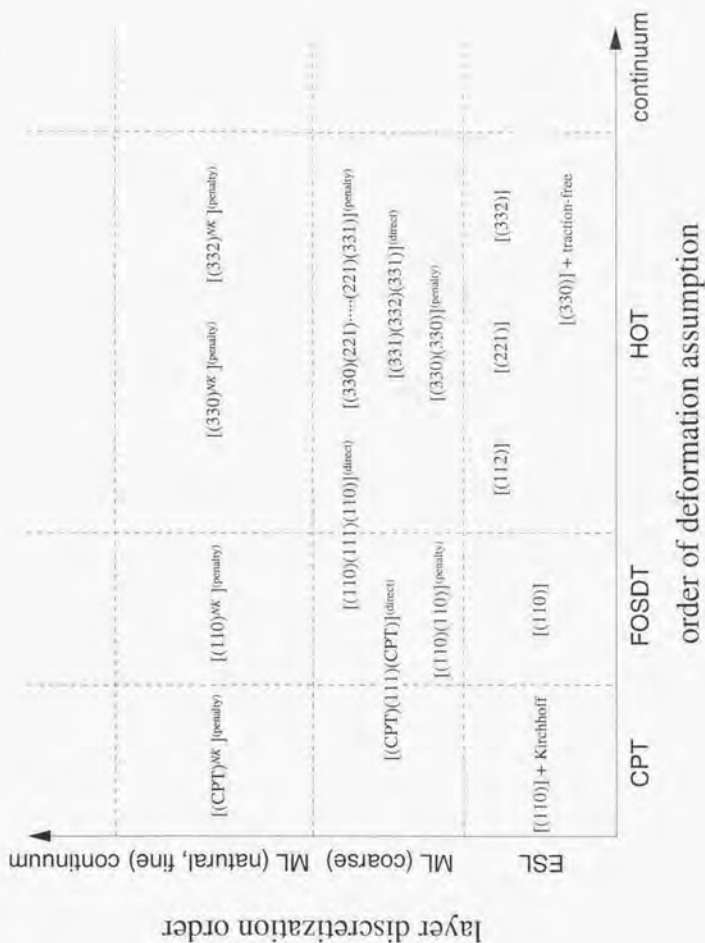 layer discretization order
continuum
ML (natural, fine)
ML (coarse)
ESL
[(CPT)^NK ](penalty)
[(110)^NK ](penalty)
[(330)^NK ](penalty)
[(332)^NK ](penalty)
[(110)(111)(110)](direct)
[(330)(221).....(221)(331)](penalty)
[(CPT)(111)(CPT)](direct)
[(331)(332)(331)](direct)
[(110)(110)](penalty)
[(330)(330)](penalty)
[(112)]
[(221)]
[(332)]
[(110)] + Kirchhoff
[(110)]
[(330)] + traction-free
CPT
FOSDT
HOT
continuum
order of deformation assumption